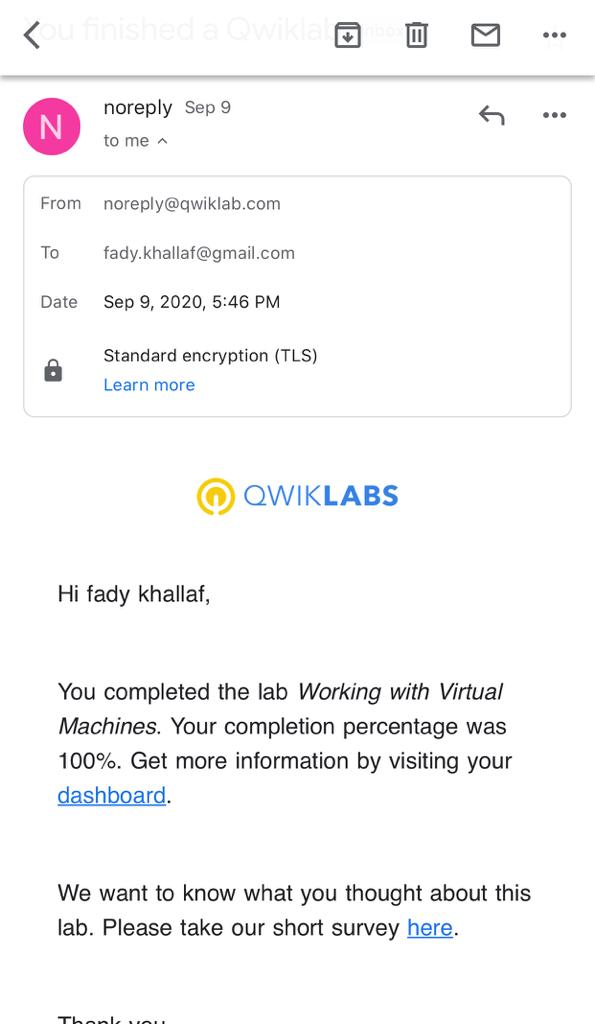 You finished a Qwiklab
Inbox
N
noreply Sep 9
to me
From noreply@qwiklab.com
To fady.khallaf@gmail.com
Date Sep 9, 2020, 5:46 PM
Standard encryption (TLS)
Learn more
QWIKLABS
Hi fady khallaf,
You completed the lab Working with Virtual
Machines. Your completion percentage was
100%. Get more information by visiting your
dashboard.
We want to know what you thought about this
lab. Please take our short survey here.
Thank you